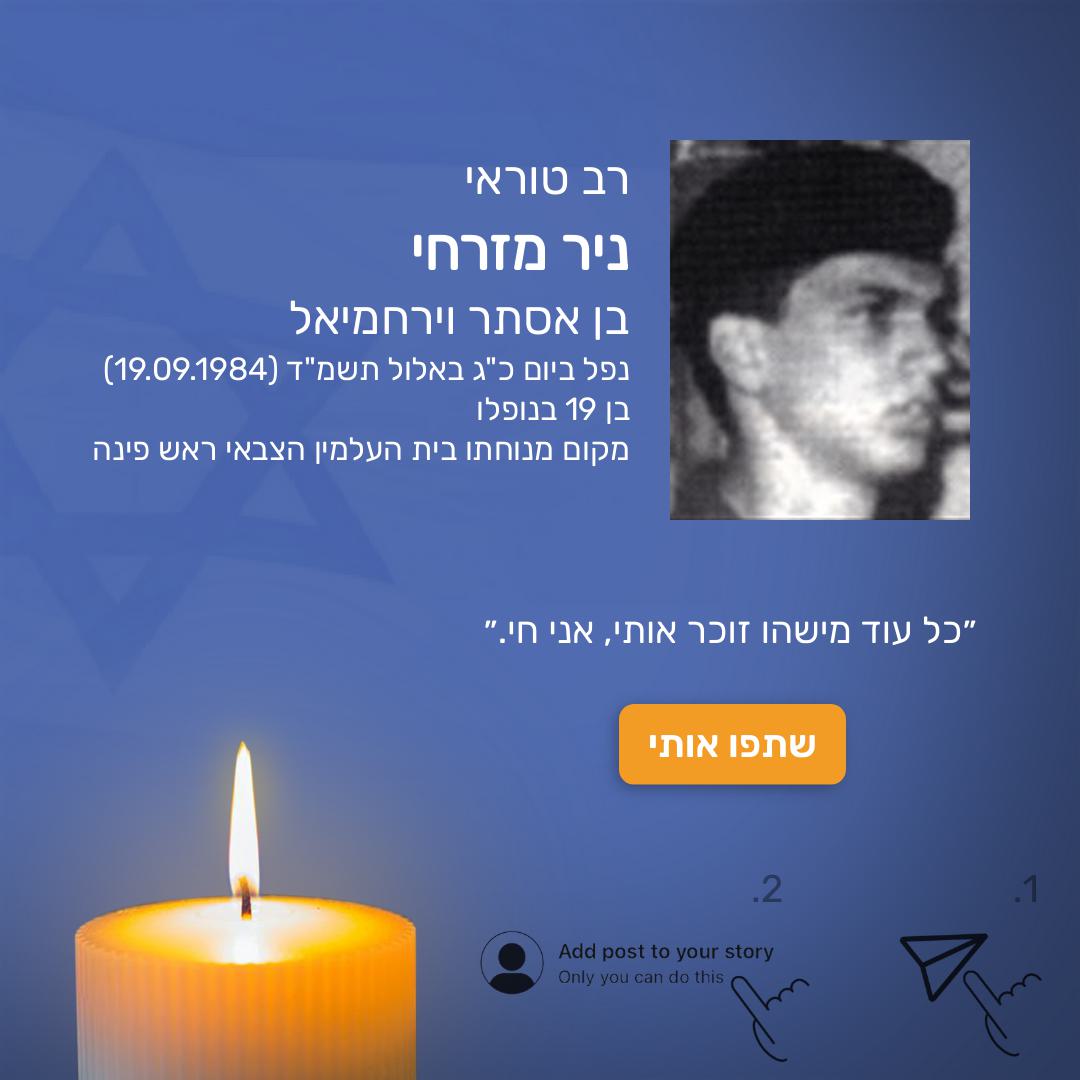 רב טוראי
ניר מזרחי
בן אסתר וירחמיאל
נפל ביום כ"ג באלול תשמ"ד (19.09.1984)
בן 19 בנופלו
מקום מנוחתו בית העלמין הצבאי ראש פינה
״כל עוד מישהו זוכר אותי, אני חי.״
שתפו אותי
.1
.2
Add post to your story
Only you can do this